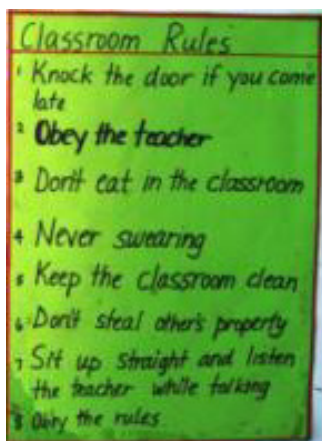 Classroom Rules
1 Knock the door if you come
late
2 Obey the teacher
3 Don't eat in the classroom
4 Never swearing
5 Keep the classroom clean
6 Don't steal other's property
7 Sit up straight and listen
the teacher while talking
8 Obey the rules